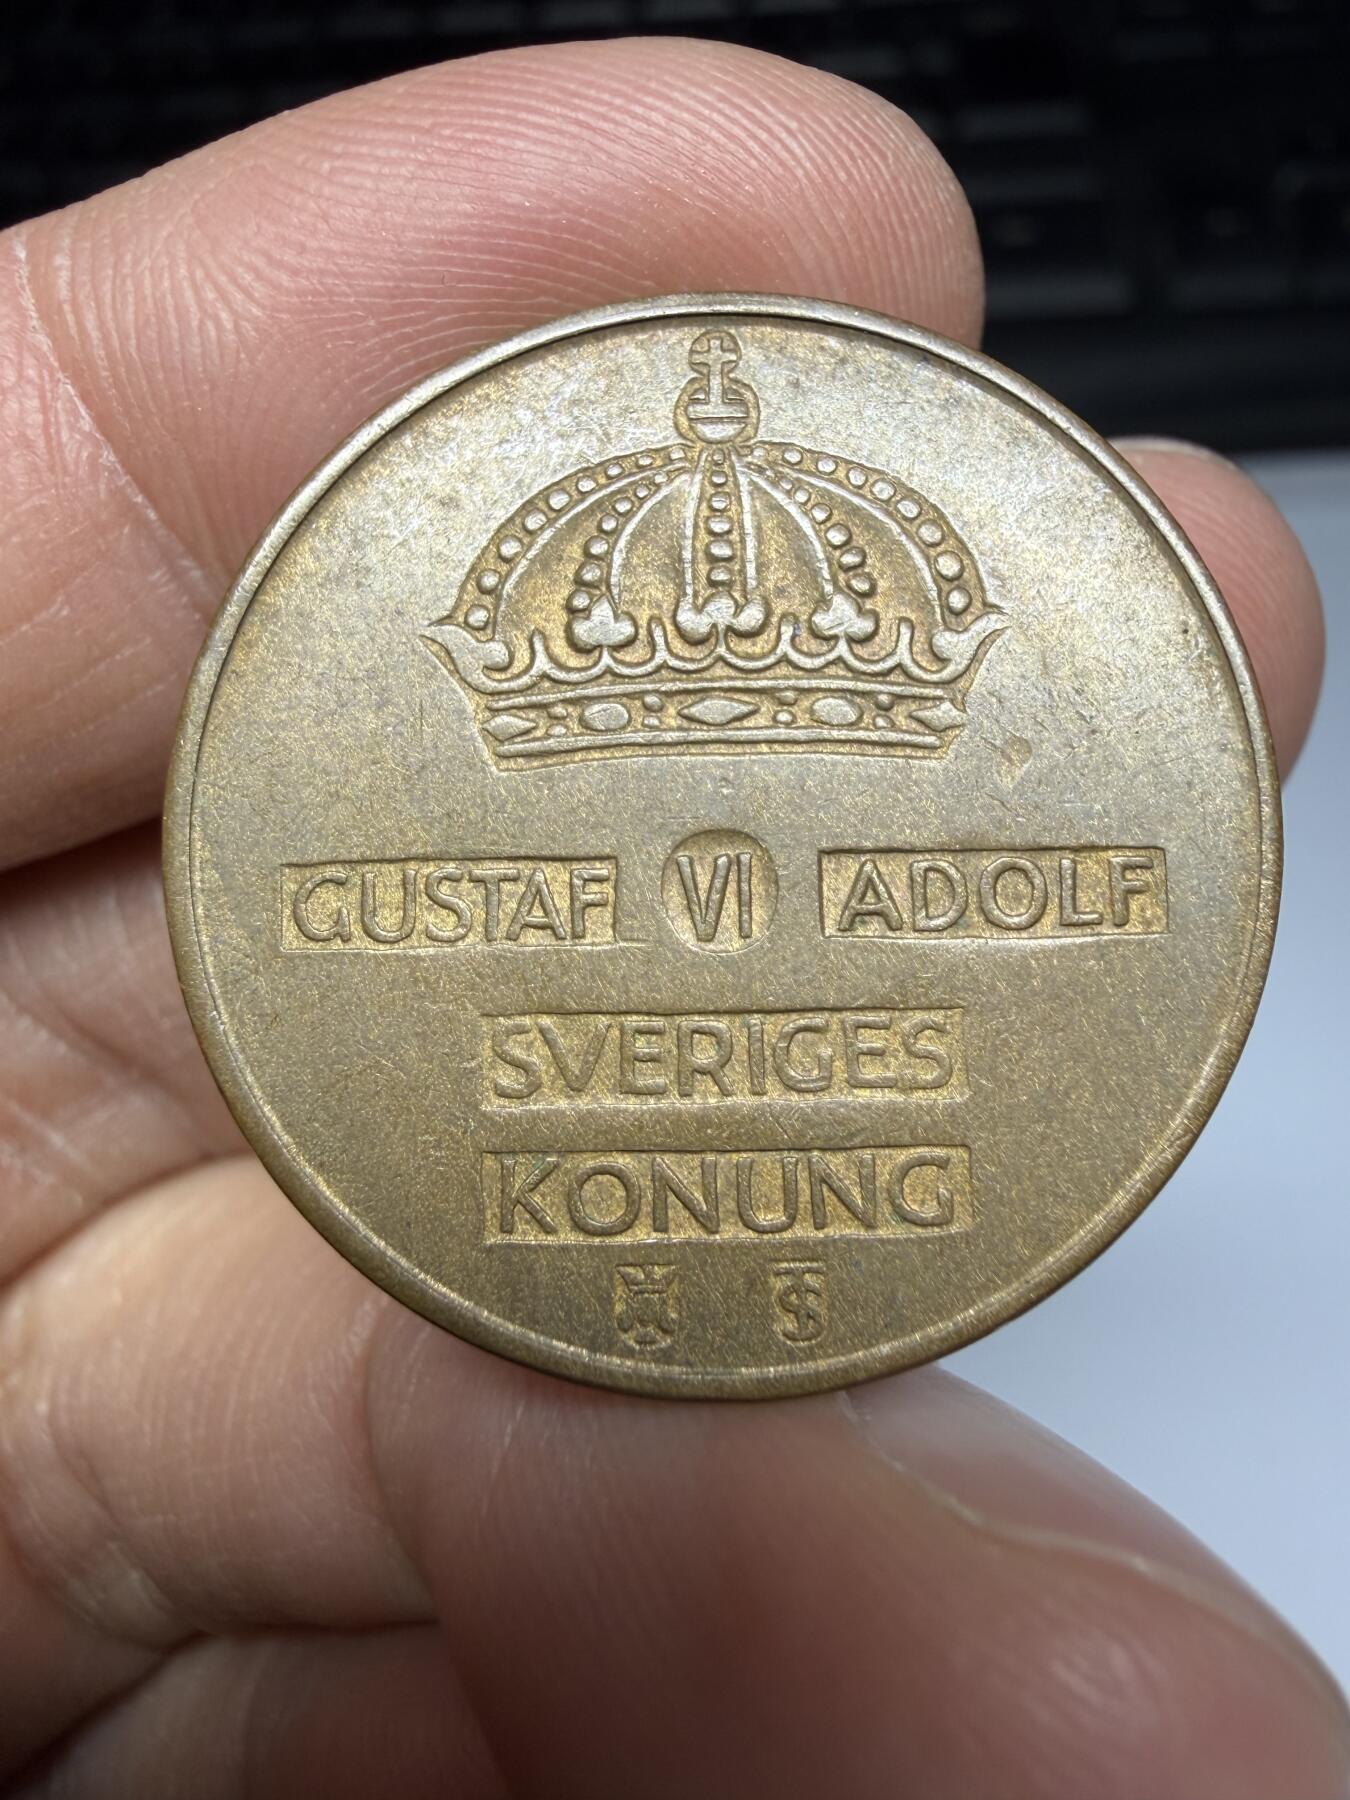 GUSTAF VI ADOLF
SVERIGES
KONUNG
TS